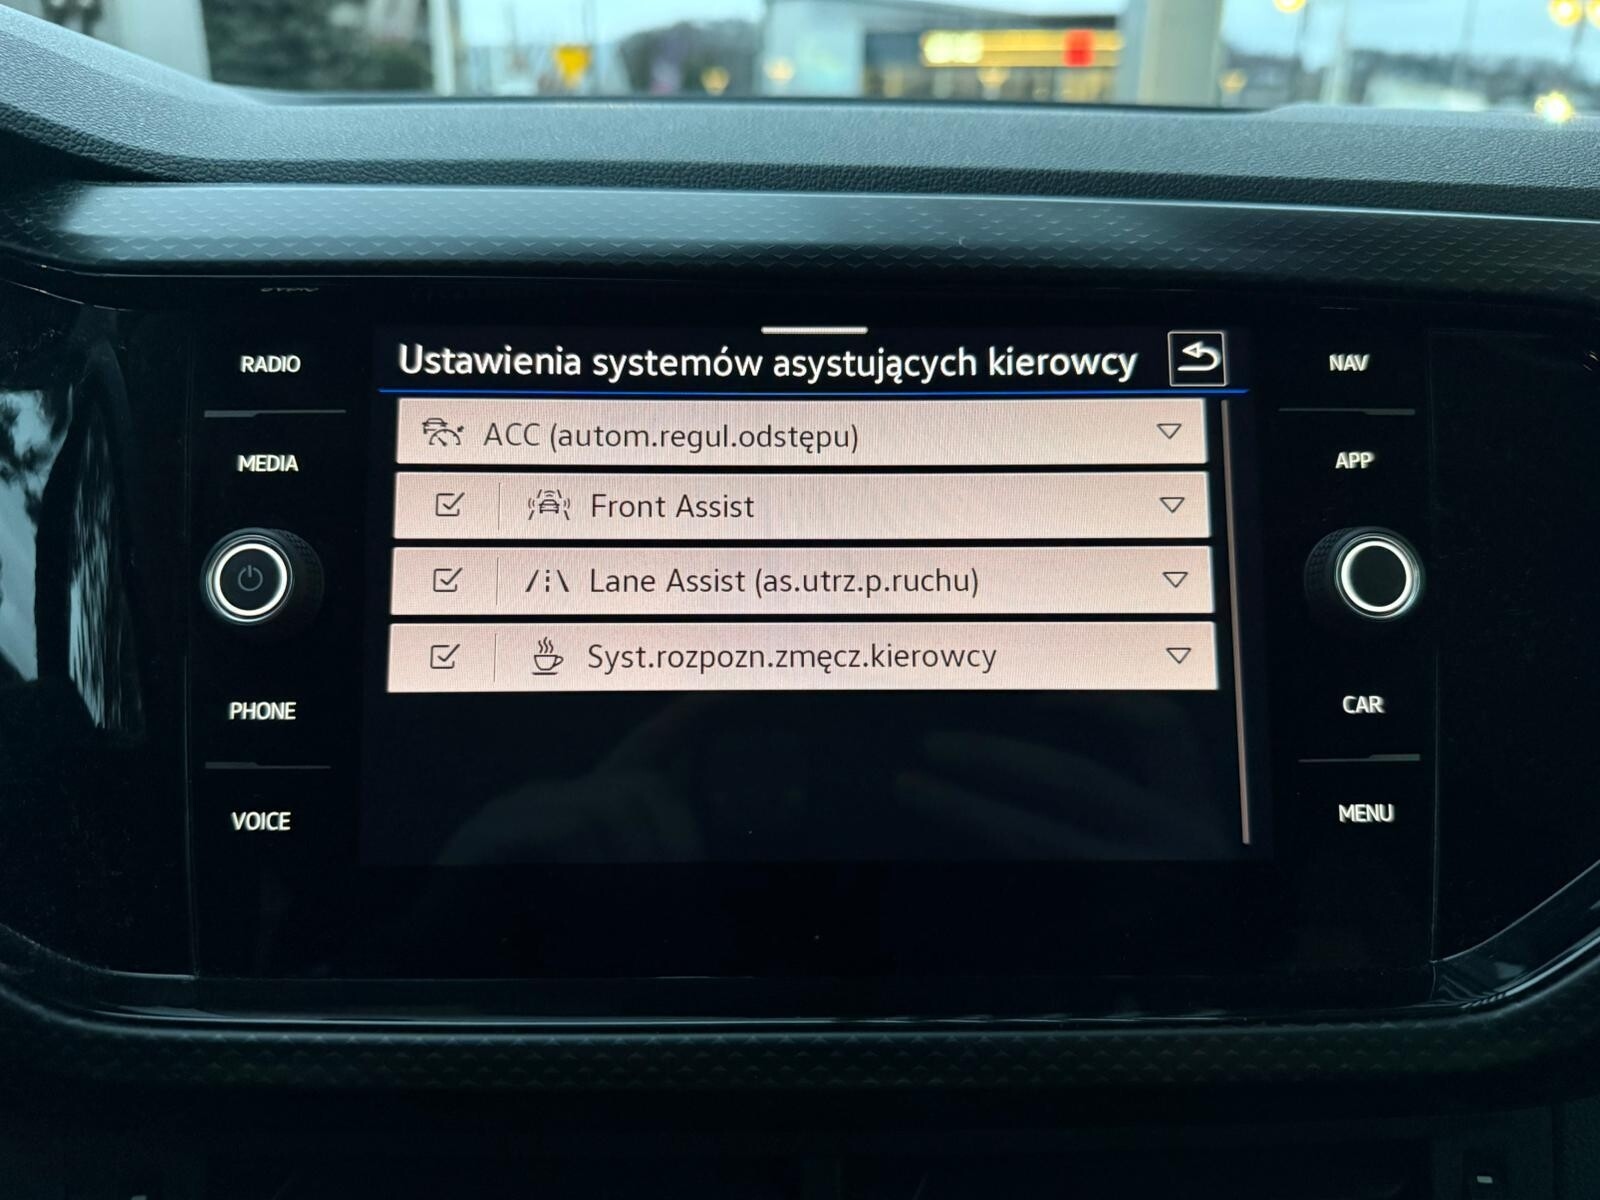 Ustawienia systemów asystujących kierowcy
ACC (autom.regul.odstępu)
Front Assist
Lane Assist (as.utrz.p.ruchu)
Syst.rozpozn.zmęcz.kierowcy
RADIO
MEDIA
PHONE
VOICE
NAV
APP
CAR
MENU